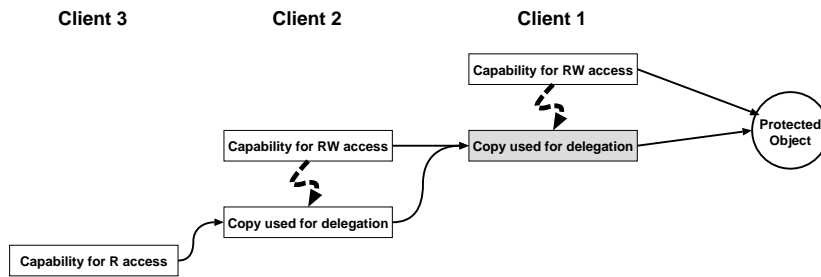 Client 3
Client 2
Client 1
Capability for RW access
Protected
Object
Capability for RW access
Copy used for delegation
Copy used for delegation
Capability for R access